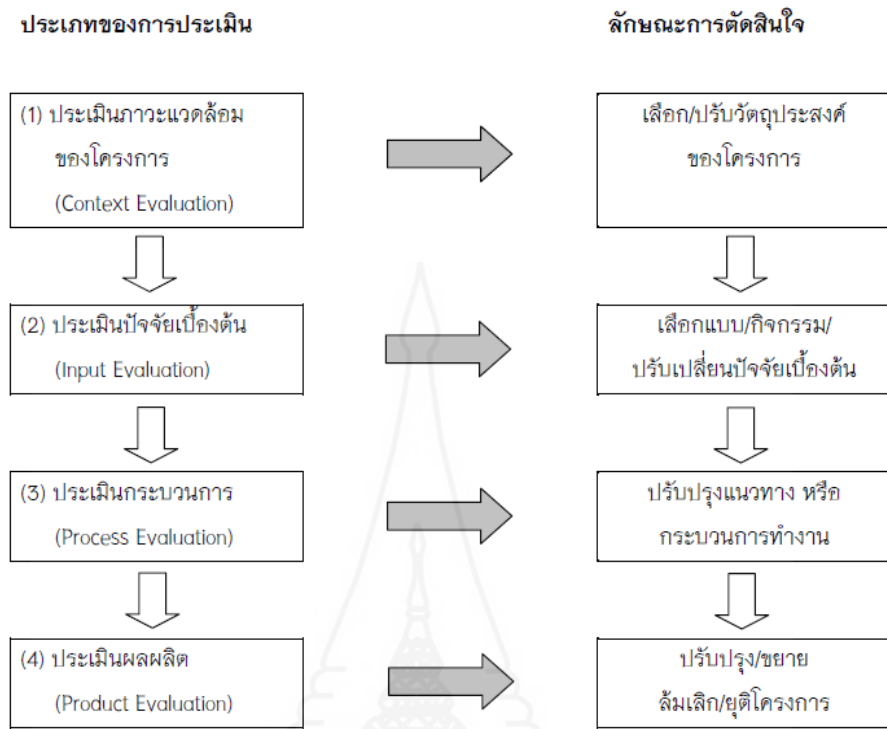 ประเภทของการประเมิน
ลักษณะการตัดสินใจ
(1) ประเมินภาวะแวดล้อม
ของโครงการ
(Context Evaluation)
เลือก/ปรับวัตถุประสงค์
ของโครงการ
(2) ประเมินปัจจัยเบื้องต้น
(Input Evaluation)
เลือกแบบ/กิจกรรม/
ปรับเปลี่ยนปัจจัยเบื้องต้น
(3) ประเมินกระบวนการ
(Process Evaluation)
ปรับปรุงแนวทาง หรือ
กระบวนการทำงาน
(4) ประเมินผลผลิต
(Product Evaluation)
ปรับปรุง/ขยาย
ล้มเลิก/ยุติโครงการ